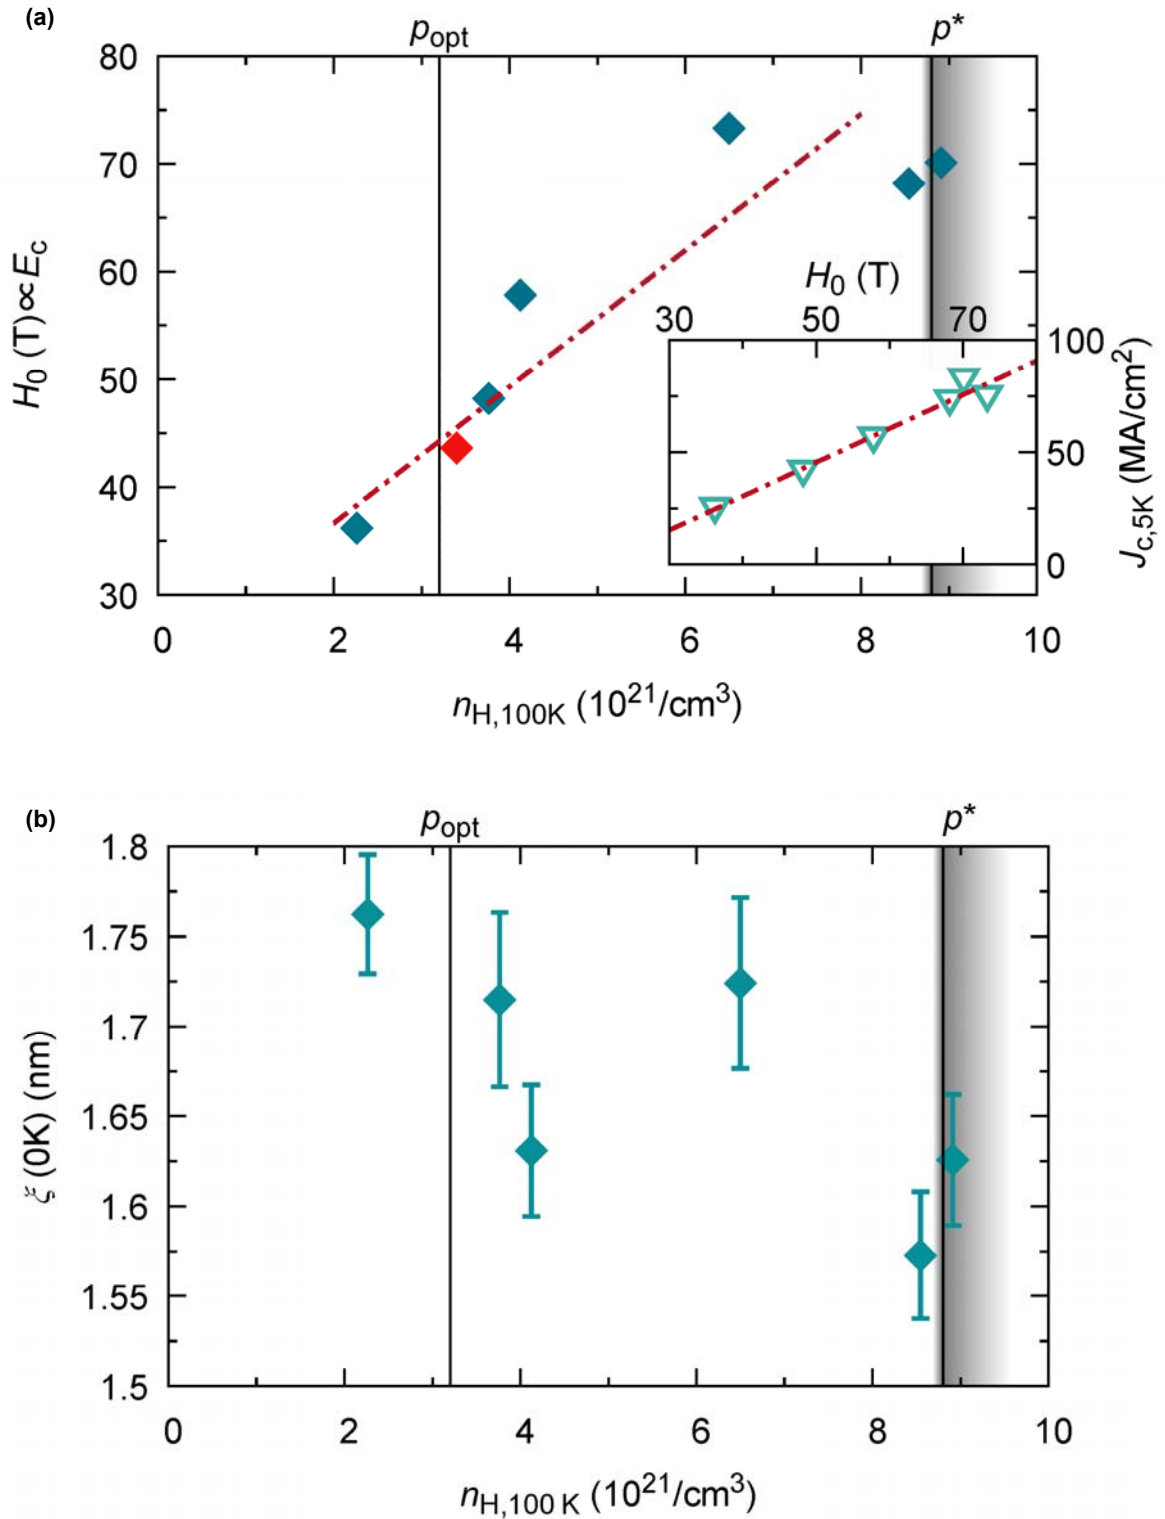 (a)
p_opt p*
80
70
60
50
40
30
H_0 (T)∝E_c
H_0 (T)
30 50 70
100
50
0
J_c,5K (MA/cm^2)
0 2 4 6 8 10
n_H,100K (10^21/cm^3)
(b)
p_opt p*
1.8
1.75
1.7
1.65
1.6
1.55
1.5
ξ (0K) (nm)
0 2 4 6 8 10
n_H,100 K (10^21/cm^3)